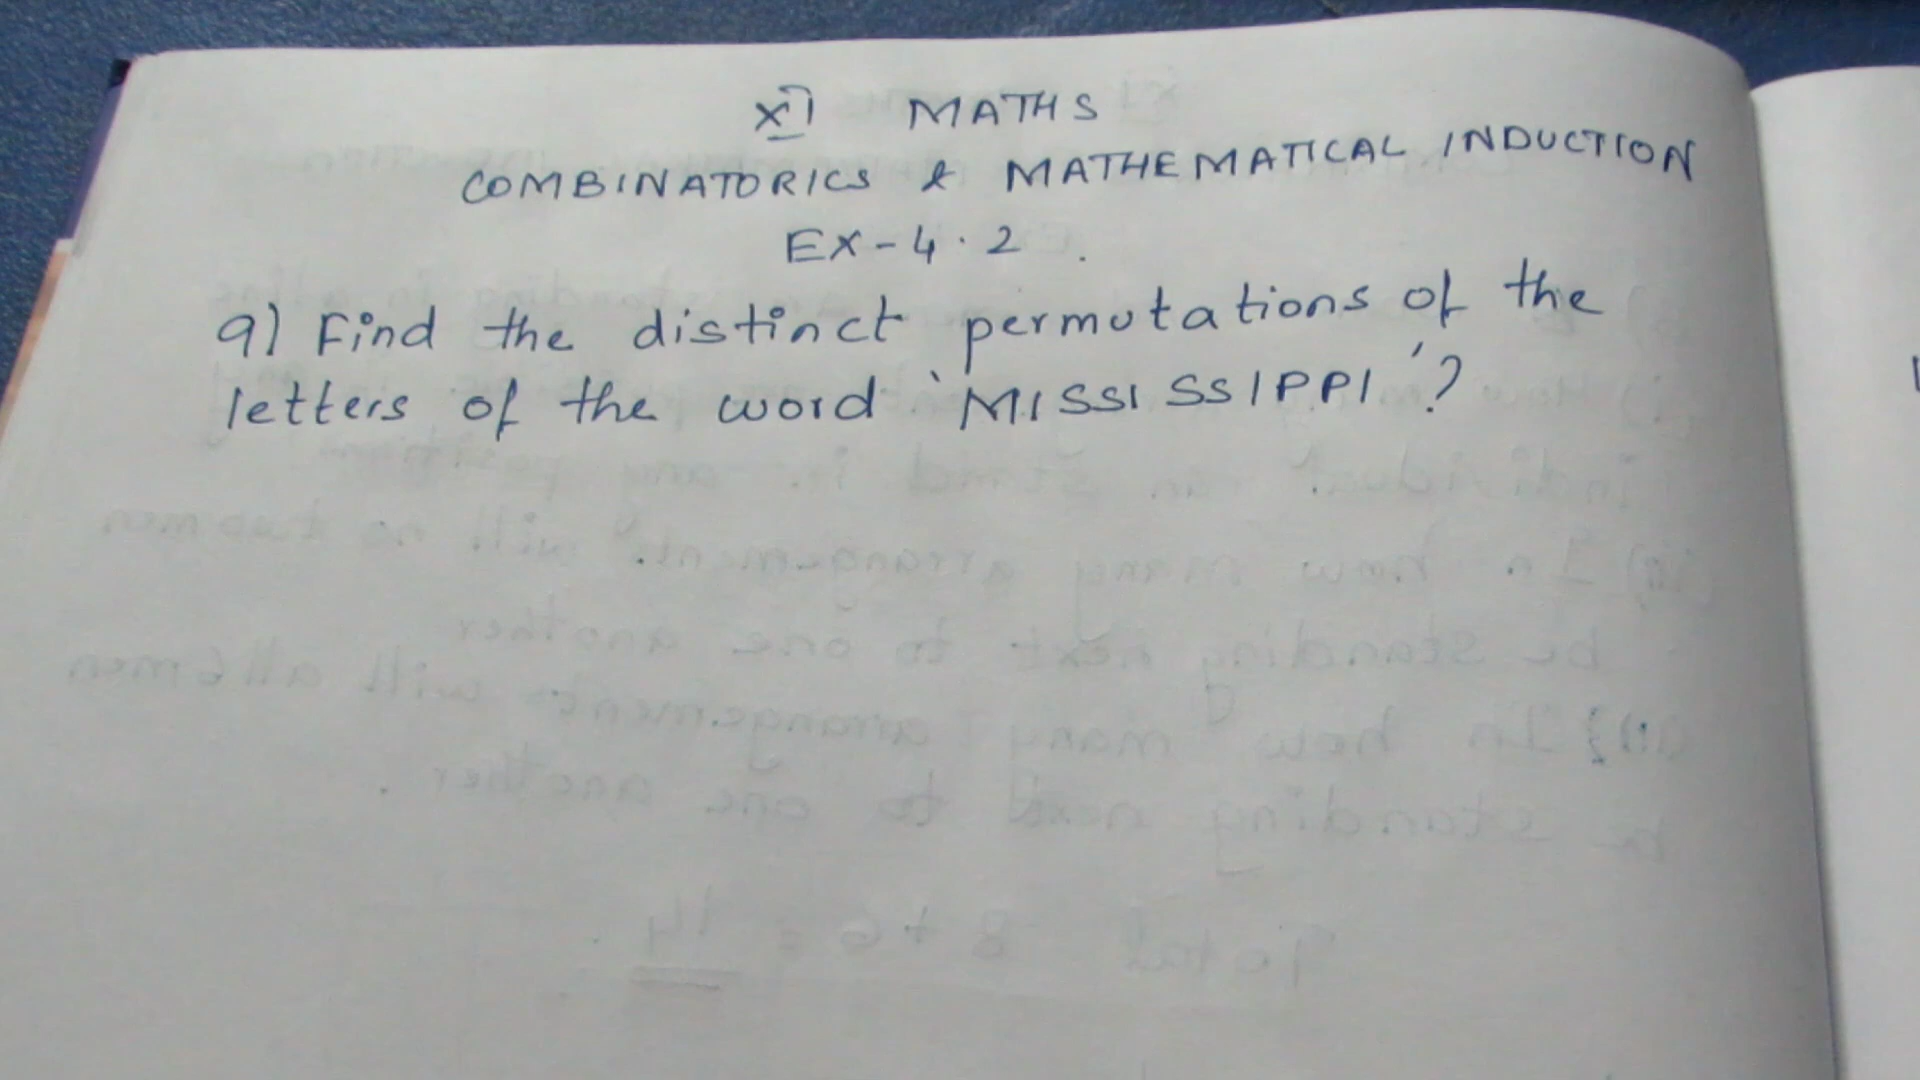 XI MATHS
COMBINATORICS & MATHEMATICAL INDUCTION
EX-4.2.
9) Find the distinct permutations of the
letters of the word 'MISSISSIPPI'?